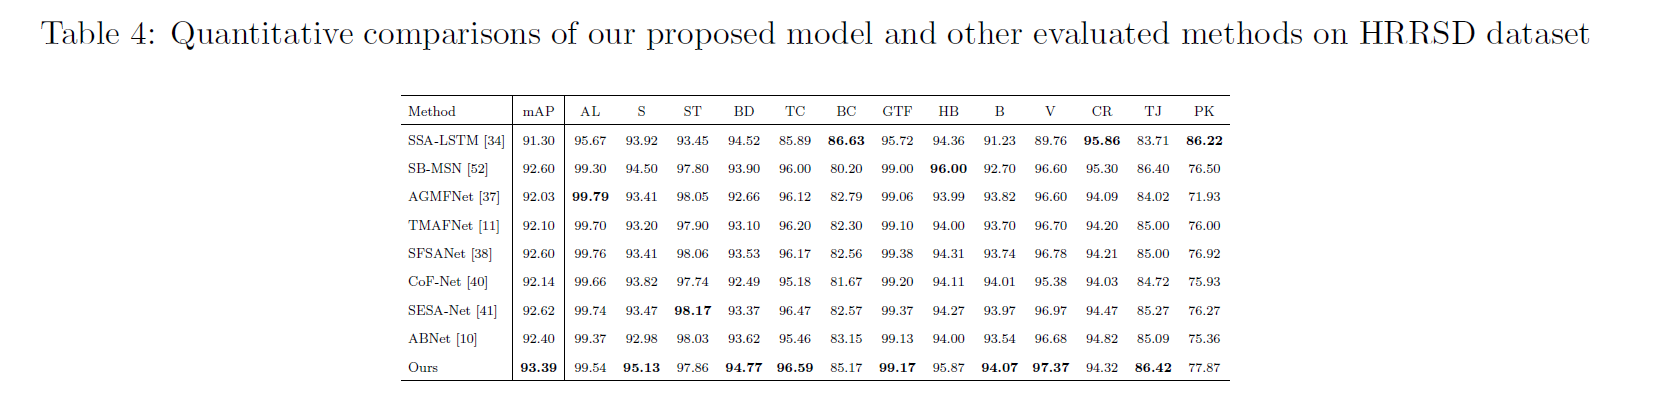 Table 4: Quantitative comparisons of our proposed model and other evaluated methods on HRRSD dataset
Method mAP AL S ST BD TC BC GTF HB B V CR TJ PK
SSA-LSTM [34] 91.30 95.67 93.92 93.45 94.52 85.89 86.63 95.72 94.36 91.23 89.76 95.86 83.71 86.22
SB-MSN [52] 92.60 99.30 94.50 97.80 93.90 96.00 80.20 99.00 96.00 92.70 96.60 95.30 86.40 76.50
AGMFNet [37] 92.03 99.79 93.41 98.05 92.66 96.12 82.79 99.06 93.99 93.82 96.60 94.09 84.02 71.93
TMAFNet [11] 92.10 99.70 93.20 97.90 93.10 96.20 82.30 99.10 94.00 93.70 96.70 94.20 85.00 76.00
SFSANet [38] 92.60 99.76 93.41 98.06 93.53 96.17 82.56 99.38 94.31 93.74 96.78 94.21 85.00 76.92
CoF-Net [40] 92.14 99.66 93.82 97.74 92.49 95.18 81.67 99.20 94.11 94.01 95.38 94.03 84.72 75.93
SESA-Net [41] 92.62 99.74 93.47 98.17 93.37 96.47 82.57 99.37 94.27 93.97 96.97 94.47 85.27 76.27
ABNet [10] 92.40 99.37 92.98 98.03 93.62 95.46 83.15 99.13 94.00 93.54 96.68 94.82 85.09 75.36
Ours 93.39 99.54 95.13 97.86 94.77 96.59 85.17 99.17 95.87 94.07 97.37 94.32 86.42 77.87